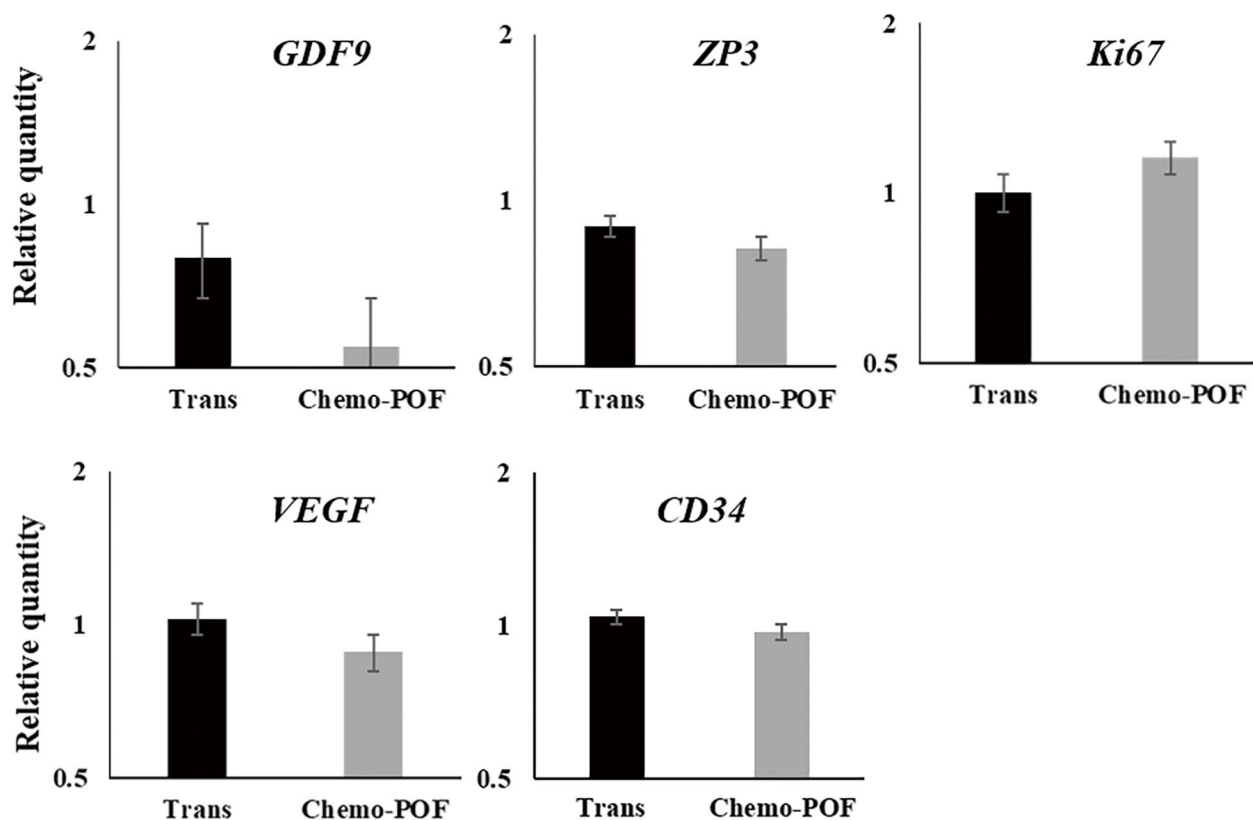 GDF9
2
1
0.5
Relative quantity
Trans
Chemo-POF
ZP3
2
1
0.5
Trans
Chemo-POF
Ki67
2
1
0.5
Trans
Chemo-POF
VEGF
2
1
0.5
Relative quantity
Trans
Chemo-POF
CD34
2
1
0.5
Trans
Chemo-POF